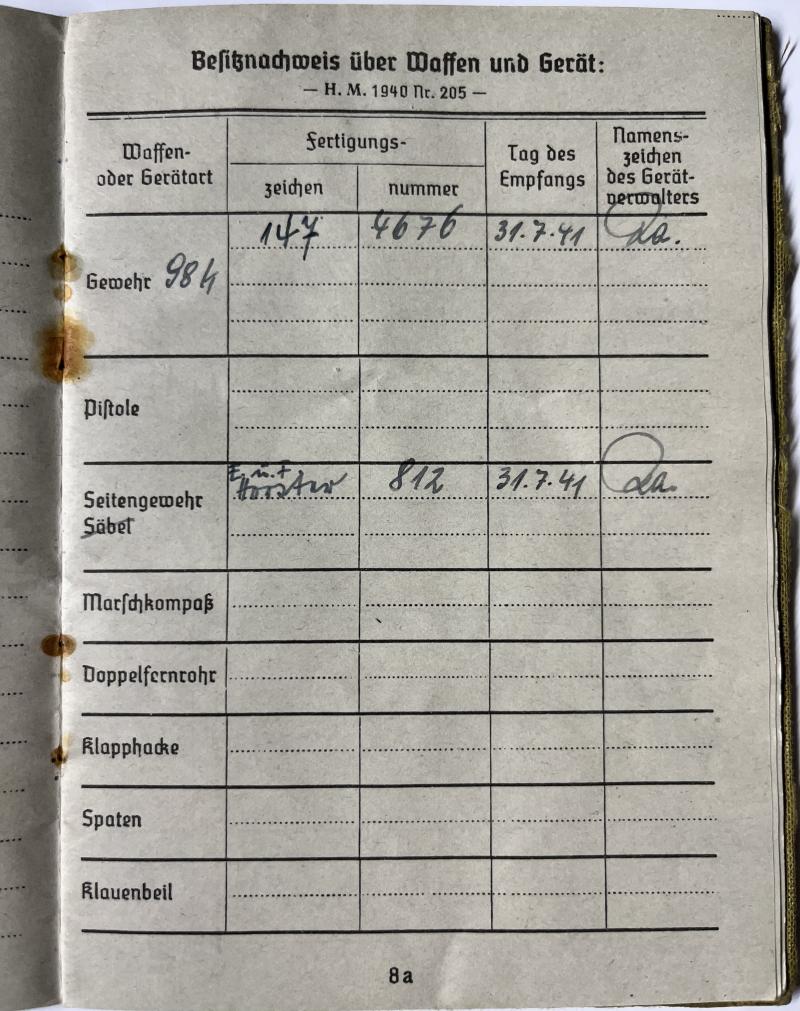 Besitznachweis über Waffen und Gerät:
— H. M. 1940 Nr. 205 —
Waffen- oder Gerätart
Fertigungs-
zeichen
nummer
Tag des Empfangs
Namens- zeichen des Gerät- verwalters
Gewehr 98k 147 4676 31.7.41
Pistole
Seitengewehr E. u. F. Hörster 812 31.7.41
Säbel
Marschkompaß
Doppelfernrohr
Klapphacke
Spaten
Klauenbeil
8a